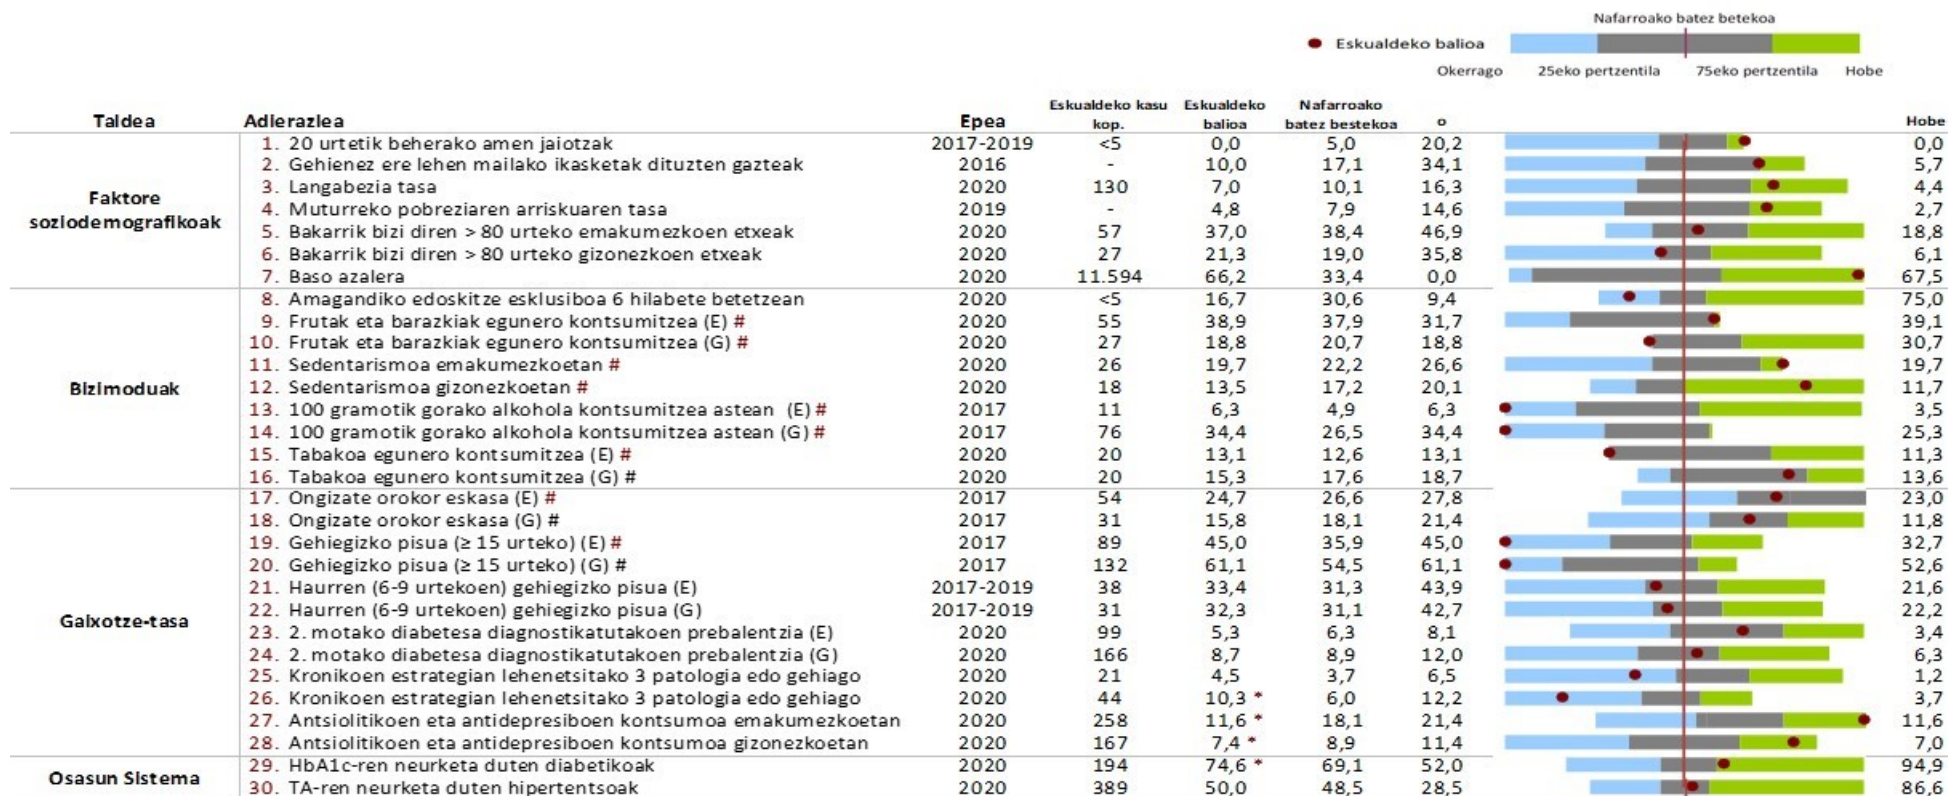 Nafarroako batez betekoa
Eskualdeko balioa
Okerrago 25eko pertzentila 75eko pertzentila Hobe
Taldea Adierazlea Epea Eskualdeko kasu kop. Eskualdeko balioa Nafarroako batez bestekoa o Hobe
Faktore soziodemografikoak
1. 20 urtetik beherako amen jaiotzak 2017-2019 <5 0,0 5,0 20,2 0,0
2. Gehienez ere lehen mailako ikasketak dituzten gazteak 2016 - 10,0 17,1 34,1 5,7
3. Langabezia tasa 2020 130 7,0 10,1 16,3 4,4
4. Muturreko pobreziaren arriskuaren tasa 2019 - 4,8 7,9 14,6 2,7
5. Bakarrik bizi diren > 80 urteko emakumezkoen etxeak 2020 57 37,0 38,4 46,9 18,8
6. Bakarrik bizi diren > 80 urteko gizonezkoen etxeak 2020 27 21,3 19,0 35,8 6,1
7. Baso azalera 2020 11.594 66,2 33,4 0,0 67,5
Bizimoduak
8. Amagandiko edoskitze esklusiboa 6 hilabete betetzean 2020 <5 16,7 30,6 9,4 75,0
9. Frutak eta barazkiak egunero kontsumitzea (E) # 2020 55 38,9 37,9 31,7 39,1
10. Frutak eta barazkiak egunero kontsumitzea (G) # 2020 27 18,8 20,7 18,8 30,7
11. Sedentarismoa emakumezkoetan # 2020 26 19,7 22,2 26,6 19,7
12. Sedentarismoa gizonezkoetan # 2020 18 13,5 17,2 20,1 11,7
13. 100 gramotik gorako alkohola kontsumitzea astean (E) # 2017 11 6,3 4,9 6,3 3,5
14. 100 gramotik gorako alkohola kontsumitzea astean (G) # 2017 76 34,4 26,5 34,4 25,3
15. Tabakoa egunero kontsumitzea (E) # 2020 20 13,1 12,6 13,1 11,3
16. Tabakoa egunero kontsumitzea (G) # 2020 20 15,3 17,6 18,7 13,6
Gaixotze-tasa
17. Ongizate orokor eskasa (E) # 2017 54 24,7 26,6 27,8 23,0
18. Ongizate orokor eskasa (G) # 2017 31 15,8 18,1 21,4 11,8
19. Gehiegizko pisua (≥ 15 urteko) (E) # 2017 89 45,0 35,9 45,0 32,7
20. Gehiegizko pisua (≥ 15 urteko) (G) # 2017 132 61,1 54,5 61,1 52,6
21. Haurren (6-9 urtekoen) gehiegizko pisua (E) 2017-2019 38 33,4 31,3 43,9 21,6
22. Haurren (6-9 urtekoen) gehiegizko pisua (G) 2017-2019 31 32,3 31,1 42,7 22,2
23. 2. motako diabetesa diagnostikatutakoen prebalentzia (E) 2020 99 5,3 6,3 8,1 3,4
24. 2. motako diabetesa diagnostikatutakoen prebalentzia (G) 2020 166 8,7 8,9 12,0 6,3
25. Kronikoen estrategian lehenetsitako 3 patologia edo gehiago 2020 21 4,5 3,7 6,5 1,2
26. Kronikoen estrategian lehenetsitako 3 patologia edo gehiago 2020 44 10,3 * 6,0 12,2 3,7
27. Antsiolitikoen eta antidepresiboen kontsumoa emakumezkoetan 2020 258 11,6 * 18,1 21,4 11,6
28. Antsiolitikoen eta antidepresiboen kontsumoa gizonezkoetan 2020 167 7,4 * 8,9 11,4 7,0
Osasun Sistema
29. HbA1c-ren neurketa duten diabetikoak 2020 194 74,6 * 69,1 52,0 94,9
30. TA-ren neurketa duten hipertentsoak 2020 389 50,0 48,5 28,5 86,6